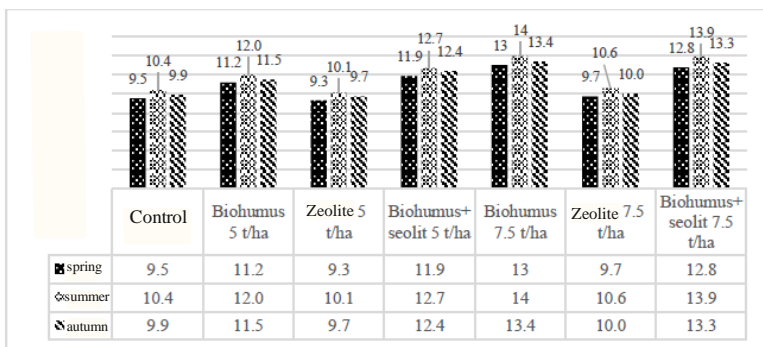 9.5 10.4 9.9 11.2 12.0 11.5 9.3 10.1 9.7 11.9 12.7 12.4 13 14 13.4 9.7 10.6 10.0 12.8 13.9 13.3
Control Biohumus 5 t/ha Zeolite 5 t/ha Biohumus+ seolit 5 t/ha Biohumus 7.5 t/ha Zeolite 7.5 t/ha Biohumus+ seolit 7.5 t/ha
spring 9.5 11.2 9.3 11.9 13 9.7 12.8
summer 10.4 12.0 10.1 12.7 14 10.6 13.9
autumn 9.9 11.5 9.7 12.4 13.4 10.0 13.3